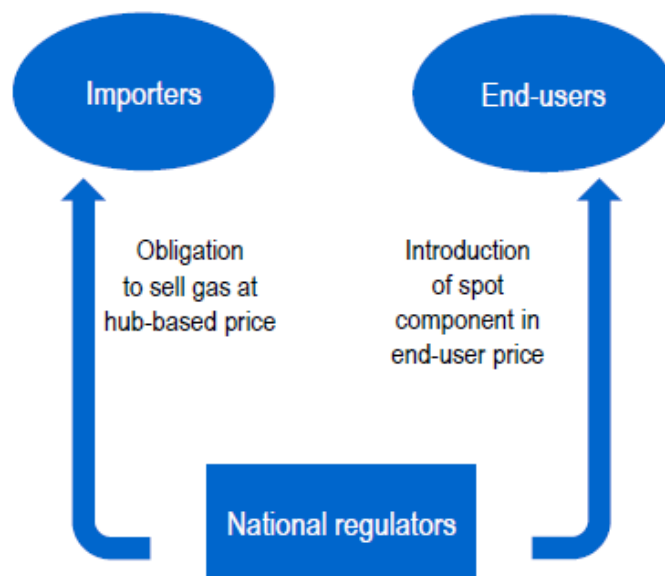 Importers
End-users
Obligation
to sell gas at
hub-based price
Introduction
of spot
component in
end-user price
National regulators